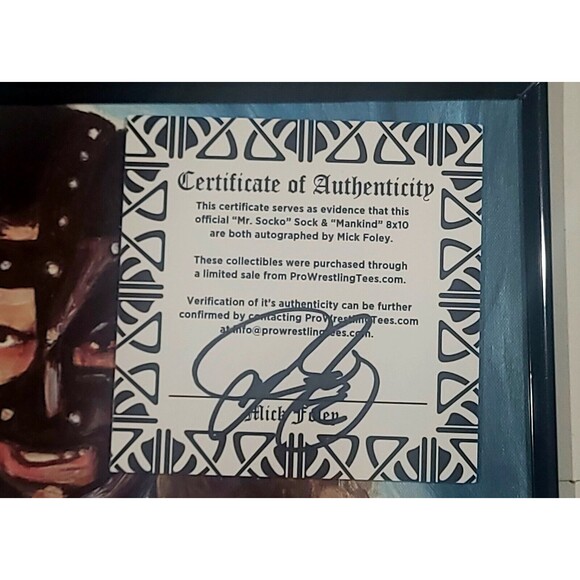 Certificate of Authenticity
This certificate serves as evidence that this
official "Mr. Socko" Sock & "Mankind" 8x10
are both autographed by Mick Foley.
These collectibles were purchased through
a limited sale from ProWrestlingTees.com.
Verification of it's authenticity can be further
confirmed by contacting ProWrestlingTees.com
at info@prowrestlingtees.com.
Mick Foley